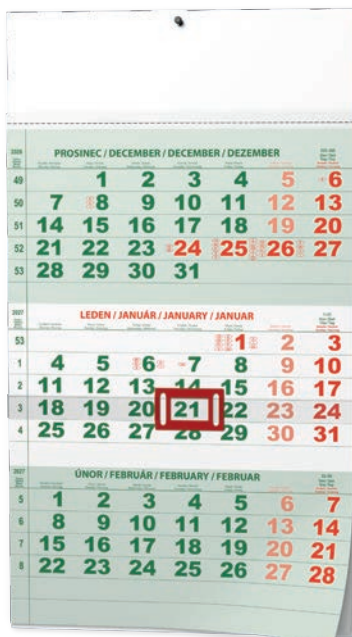 2026
PROSINEC / DECEMBER / DECEMBER / DEZEMBER
49 1 2 3 4 5 6
50 7 8 9 10 11 12 13
51 14 15 16 17 18 19 20
52 21 22 23 24 25 26 27
53 28 29 30 31
2027
LEDEN / JANUÁR / JANUARY / JANUAR
53 1 2 3
1 4 5 6 7 8 9 10
2 11 12 13 14 15 16 17
3 18 19 20 21 22 23 24
4 25 26 27 28 29 30 31
2027
ÚNOR / FEBRUÁR / FEBRUARY / FEBRUAR
5 1 2 3 4 5 6 7
6 8 9 10 11 12 13 14
7 15 16 17 18 19 20 21
8 22 23 24 25 26 27 28